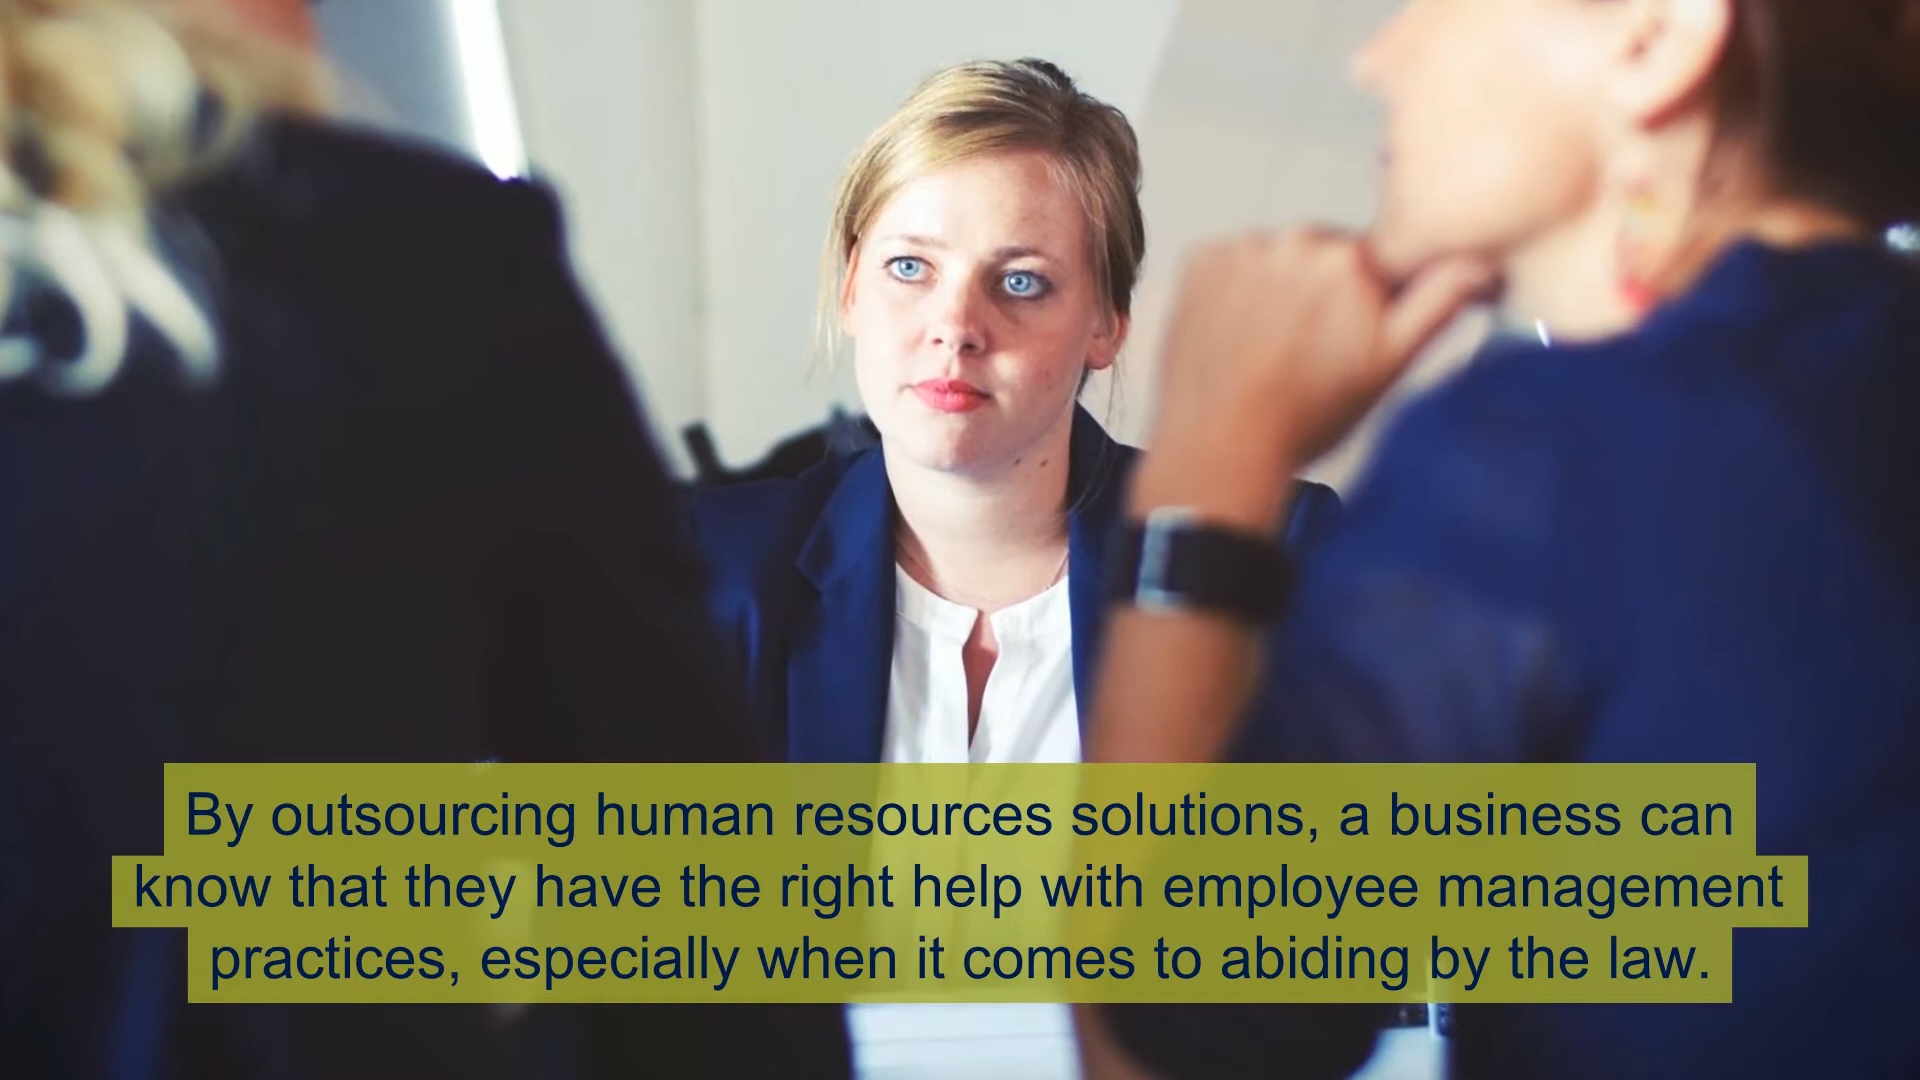 By outsourcing human resources solutions, a business can
know that they have the right help with employee management
practices, especially when it comes to abiding by the law.